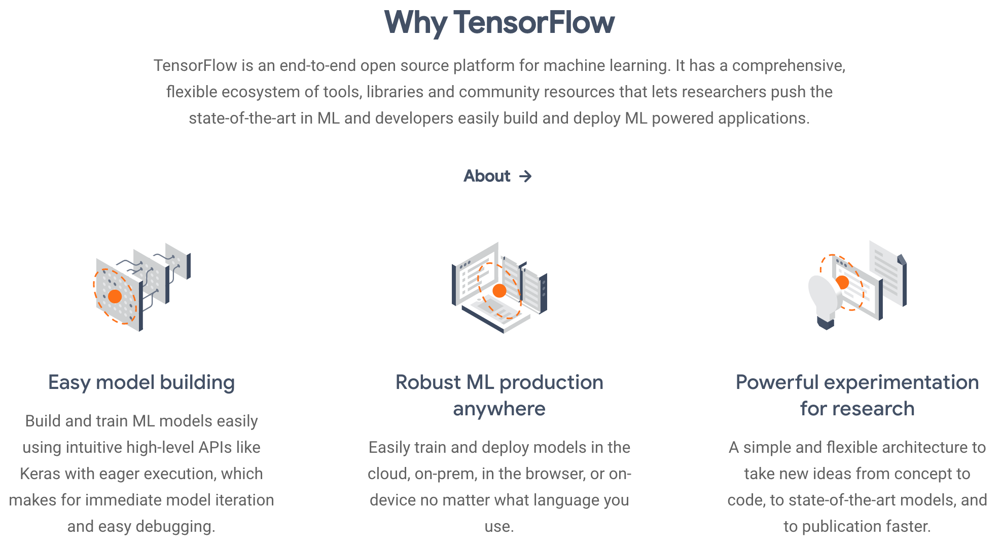 Why TensorFlow
TensorFlow is an end-to-end open source platform for machine learning. It has a comprehensive,
flexible ecosystem of tools, libraries and community resources that lets researchers push the
state-of-the-art in ML and developers easily build and deploy ML powered applications.
About →
Easy model building
Build and train ML models easily
using intuitive high-level APIs like
Keras with eager execution, which
makes for immediate model iteration
and easy debugging.
Robust ML production
anywhere
Easily train and deploy models in the
cloud, on-prem, in the browser, or on-
device no matter what language you
use.
Powerful experimentation
for research
A simple and flexible architecture to
take new ideas from concept to
code, to state-of-the-art models, and
to publication faster.